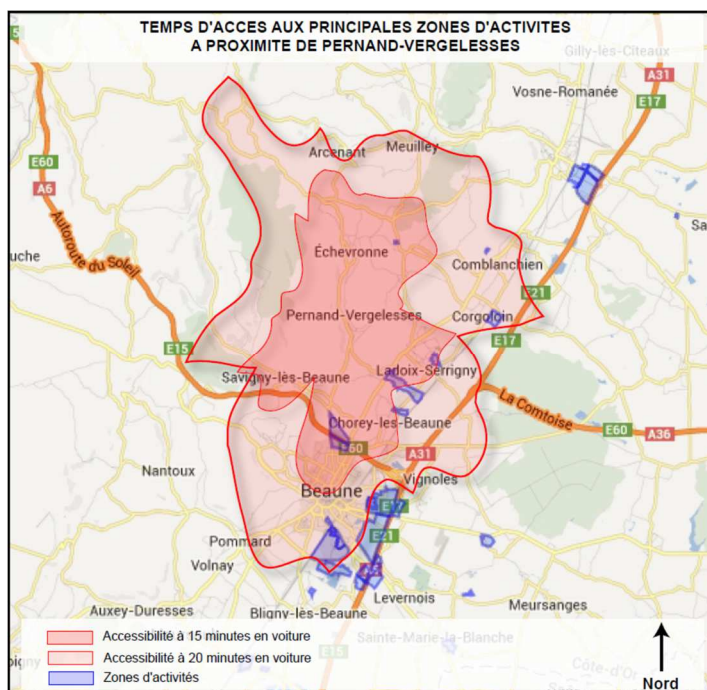 TEMPS D'ACCES AUX PRINCIPALES ZONES D'ACTIVITES
A PROXIMITE DE PERNAND-VERGELESSES
Gilly-lès-Cîteaux
A31
Vosne-Romanée
E17
Arcenant
Meuilley
E60
A6
Autoroute du Soleil
Échevronne
Comblanchien
E21
Pernand-Vergelesses
Corgoloin
E17
E15
Savigny-lès-Beaune
Ladoix-Serrigny
La Comtoise
Chorey-les-Beaune
E60
A36
E60
A31
Nantoux
Vignoles
Beaune
E17
E21
Pommard
Volnay
Levernois
Auxey-Duresses
Bligny-lès-Beaune
Meursanges
Accessibilité à 15 minutes en voiture
Sainte-Marie-la-Blanche
Accessibilité à 20 minutes en voiture
E15
Côte-d'Or
Zones d'activités
Nord